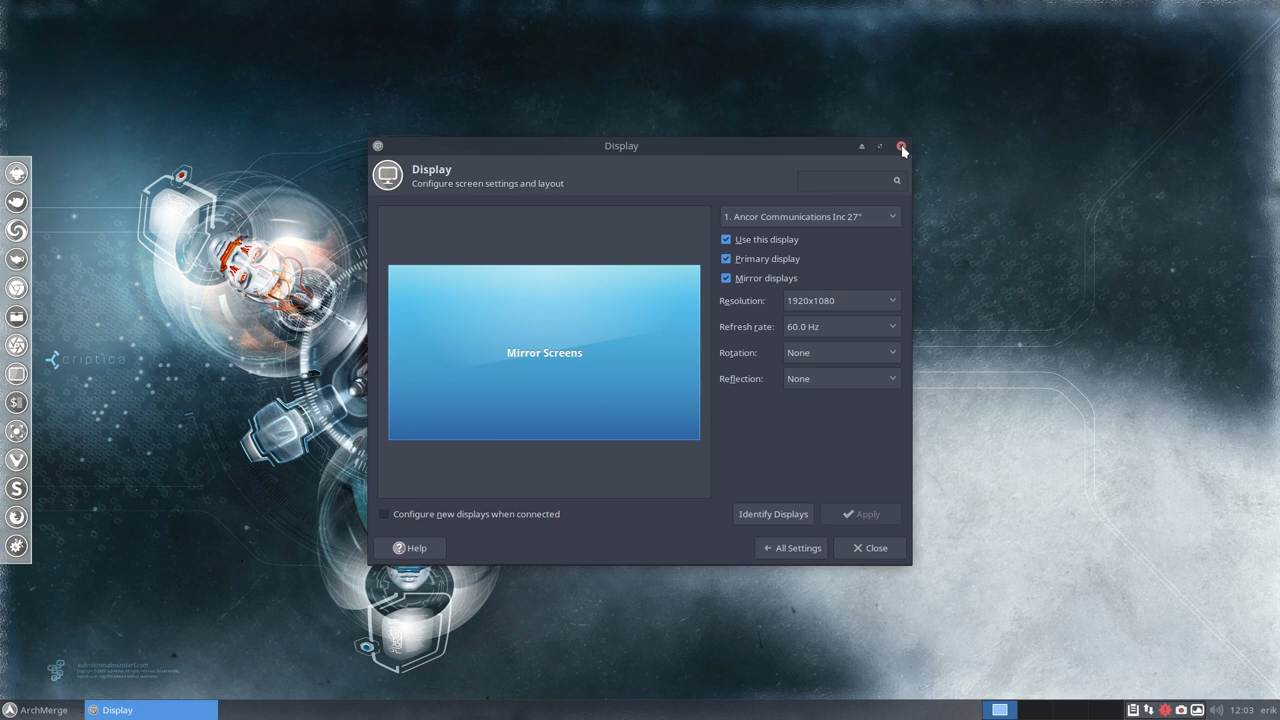 Display
Display
Configure screen settings and layout
1. Ancor Communications Inc 27"
Use this display
Primary display
Mirror displays
Resolution: 1920x1080
Refresh rate: 60.0 Hz
Rotation: None
Reflection: None
Mirror Screens
Configure new displays when connected
Identify Displays
Apply
Help
All Settings
Close
criptica
ArchMerge
Display
12:03
erik